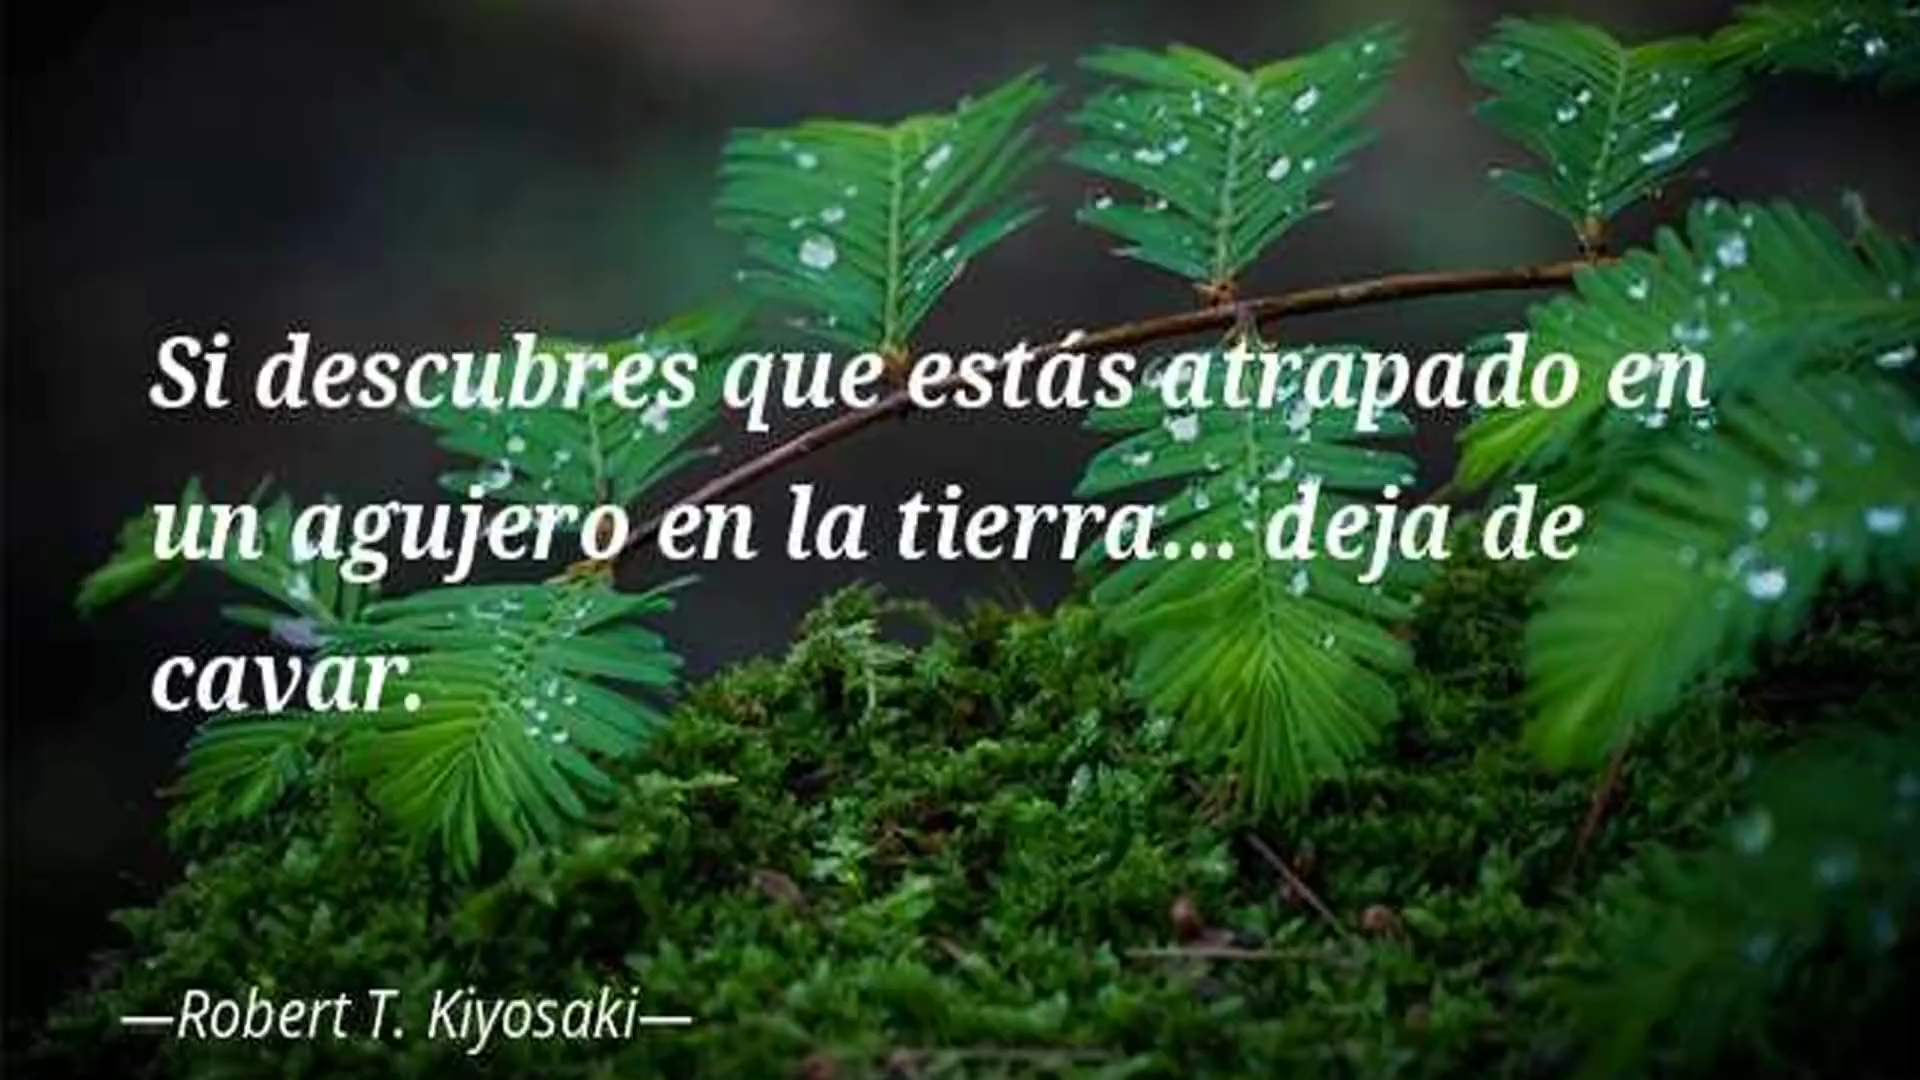 Si descubres que estás atrapado en
un agujero en la tierra... deja de
cavar.
—Robert T. Kiyosaki—